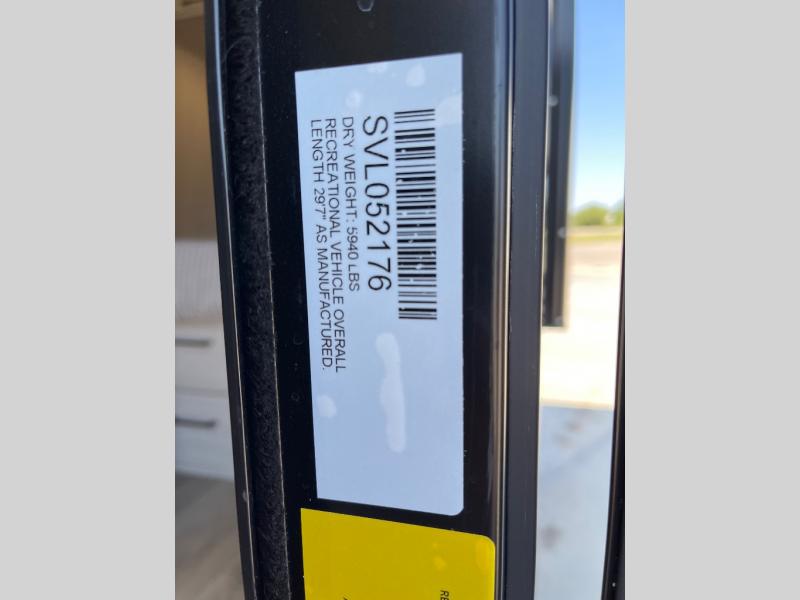 SVL052176
DRY WEIGHT: 5940 LBS
RECREATIONAL VEHICLE OVERALL
LENGTH 29'7" AS MANUFACTURED.